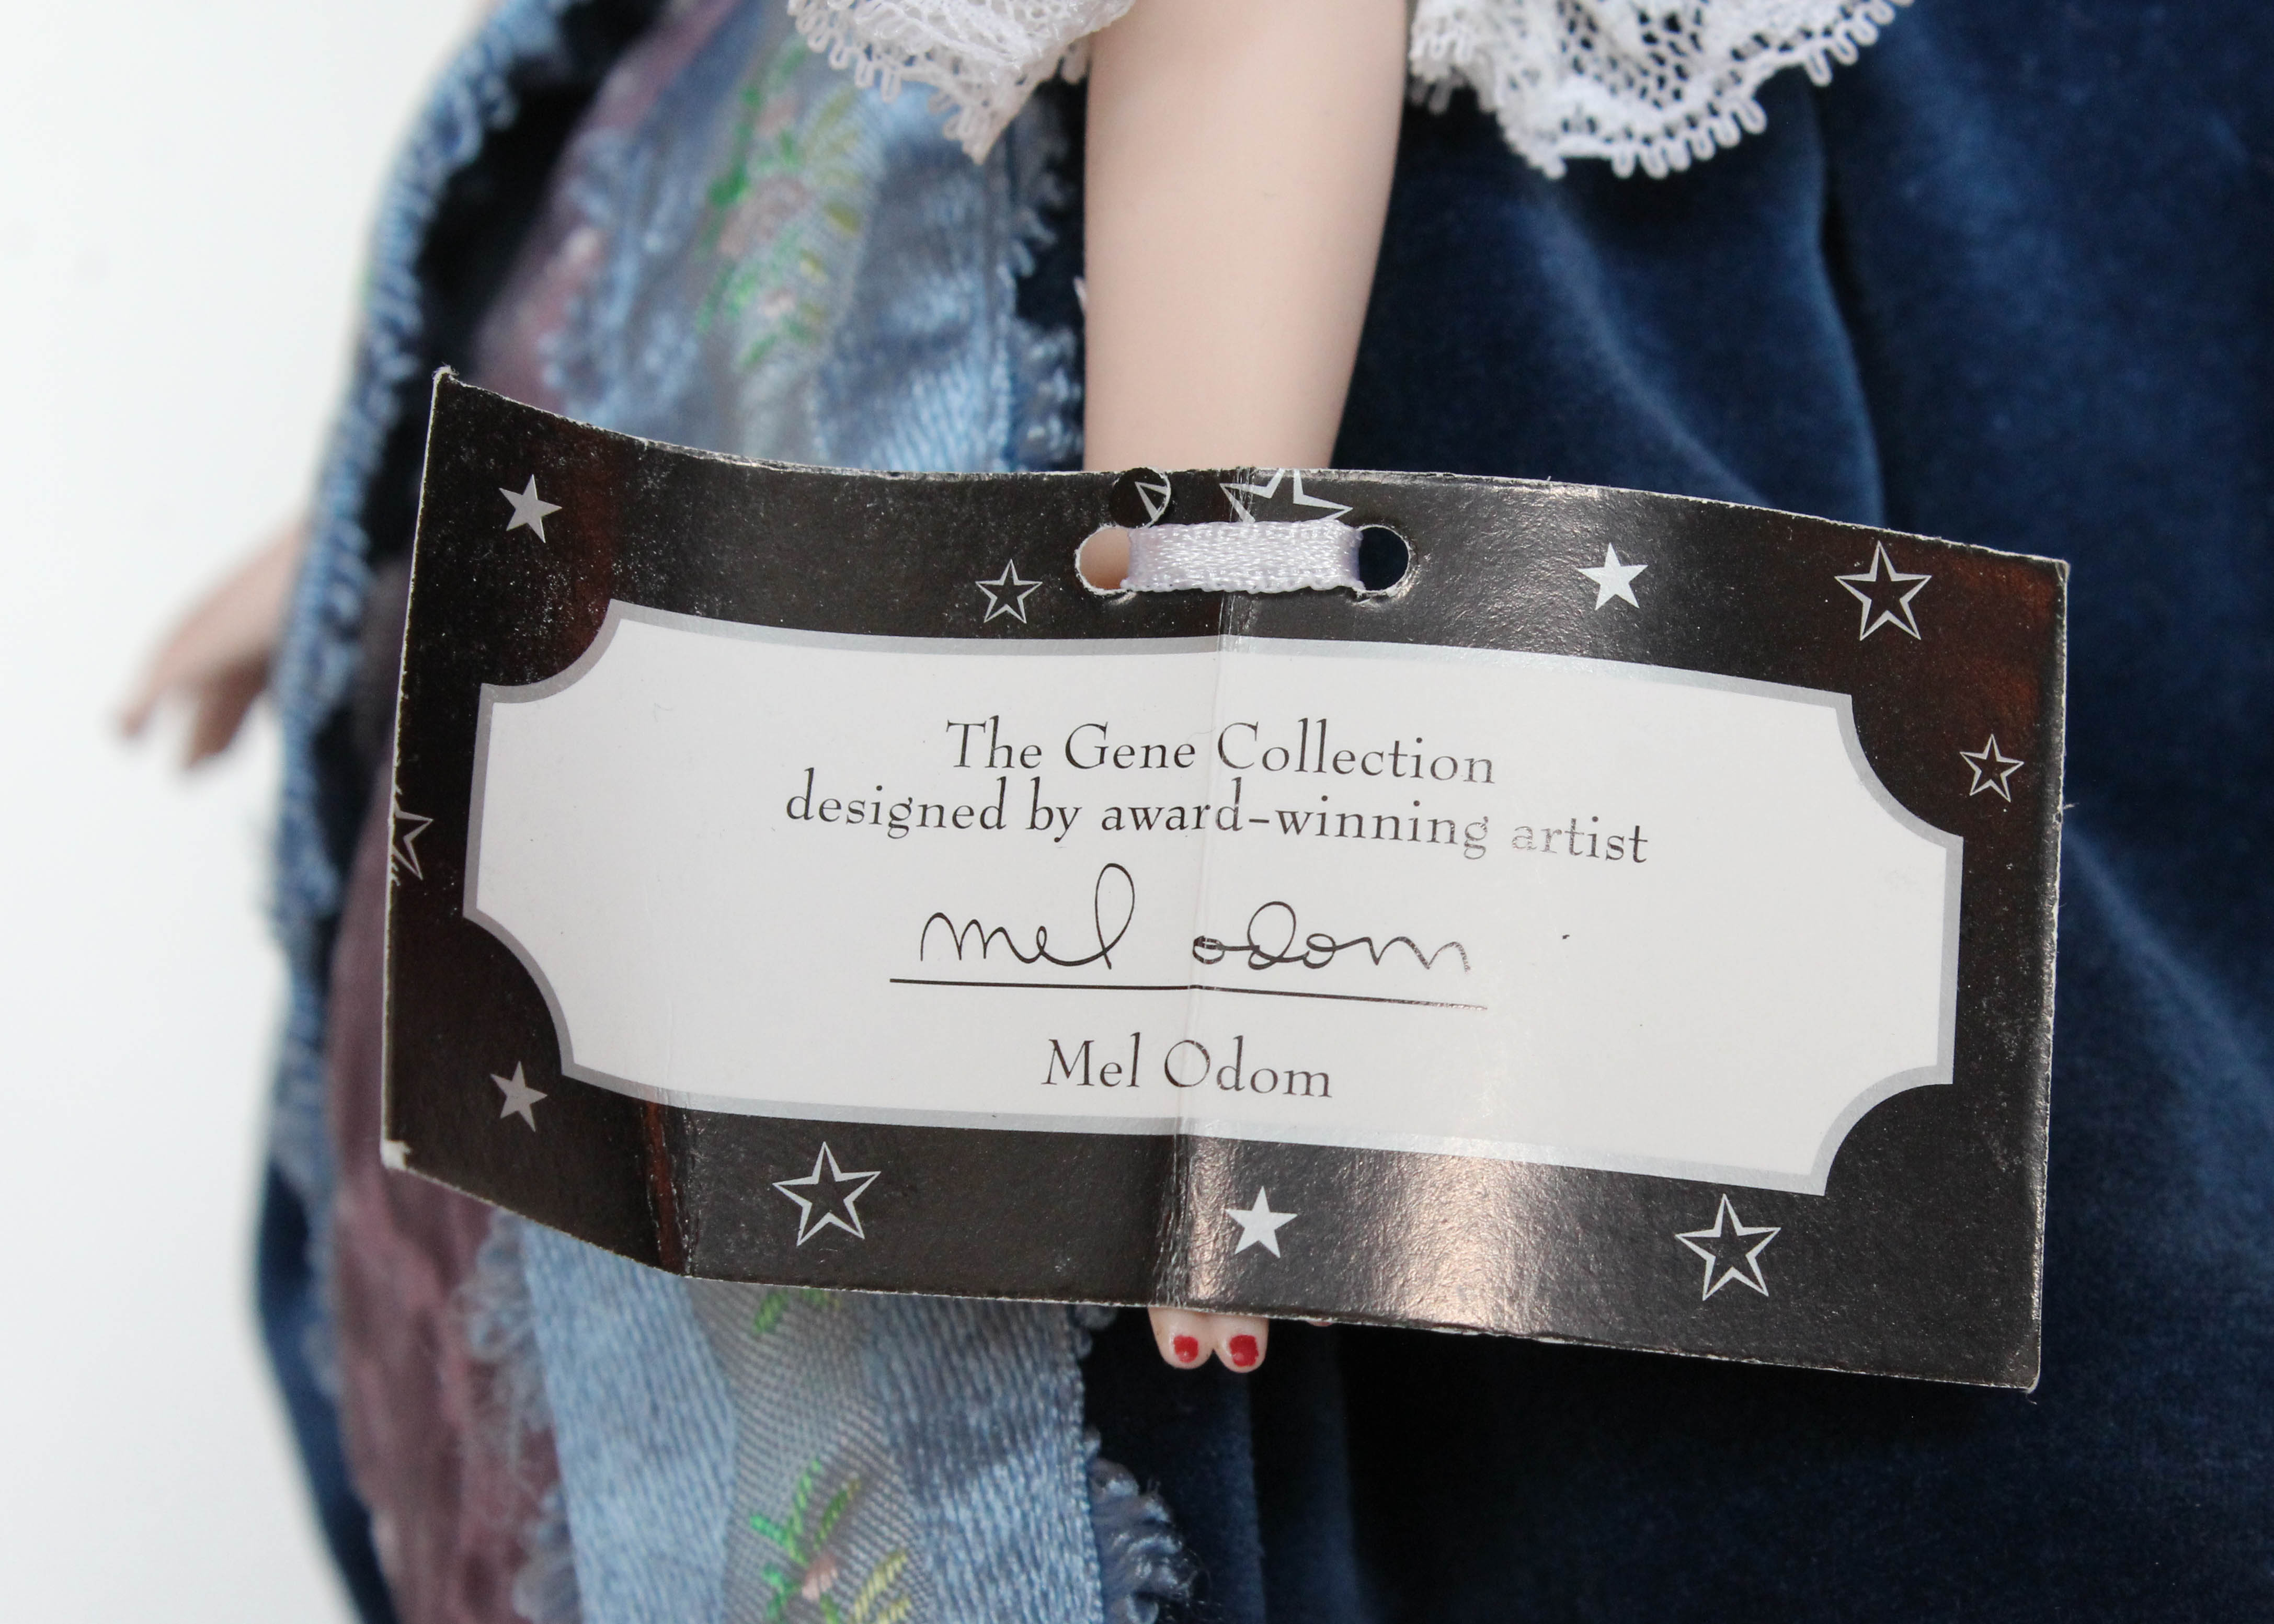 The Gene Collection
designed by award-winning artist
mel odom
Mel Odom